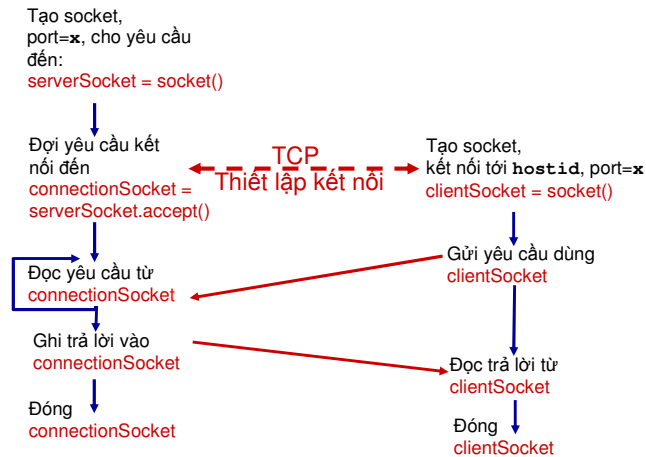 Tạo socket,
port=x, cho yêu cầu
đến:
serverSocket = socket()
Đợi yêu cầu kết
nối đến
connectionSocket =
serverSocket.accept()
TCP
Thiết lập kết nối
Tạo socket,
kết nối tới hostid, port=x
clientSocket = socket()
Gửi yêu cầu dùng
clientSocket
Đọc yêu cầu từ
connectionSocket
Ghi trả lời vào
connectionSocket
Đọc trả lời từ
clientSocket
Đóng
connectionSocket
Đóng
clientSocket